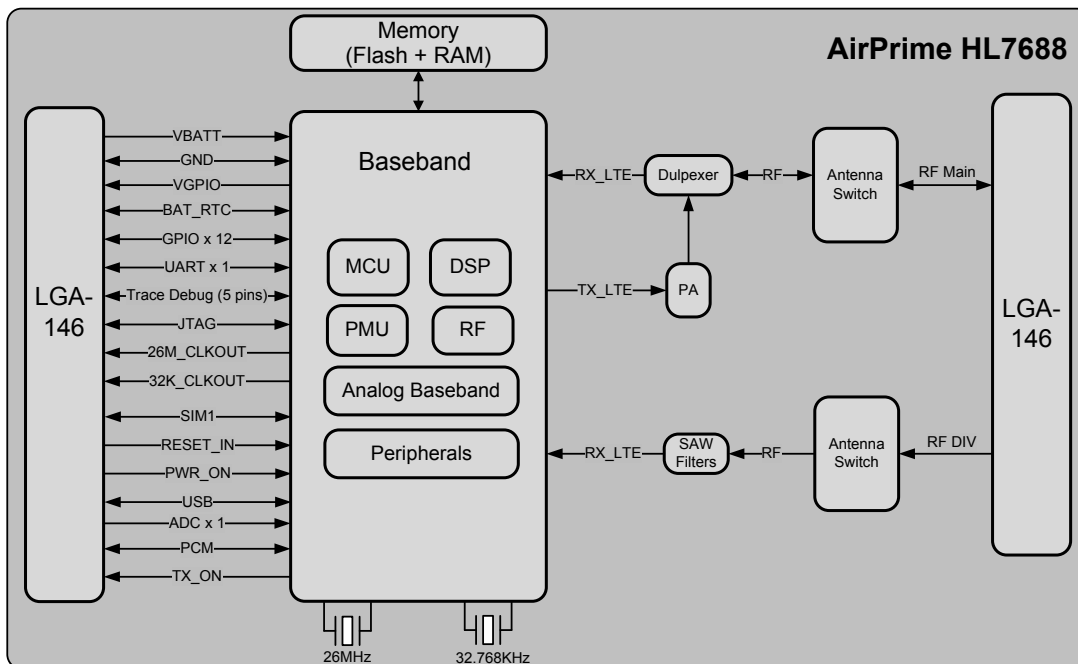 Memory
(Flash + RAM)
AirPrime HL7688
LGA-
146
VBATT
GND
VGPIO
BAT_RTC
GPIO x 12
UART x 1
Trace Debug (5 pins)
JTAG
26M_CLKOUT
32K_CLKOUT
SIM1
RESET_IN
PWR_ON
USB
ADC x 1
PCM
TX_ON
Baseband
MCU
DSP
PMU
RF
Analog Baseband
Peripherals
26MHz
32.768KHz
RX_LTE
Dulpexer
RF
Antenna
Switch
RF Main
TX_LTE
PA
RX_LTE
SAW
Filters
RF
Antenna
Switch
RF DIV
LGA-
146